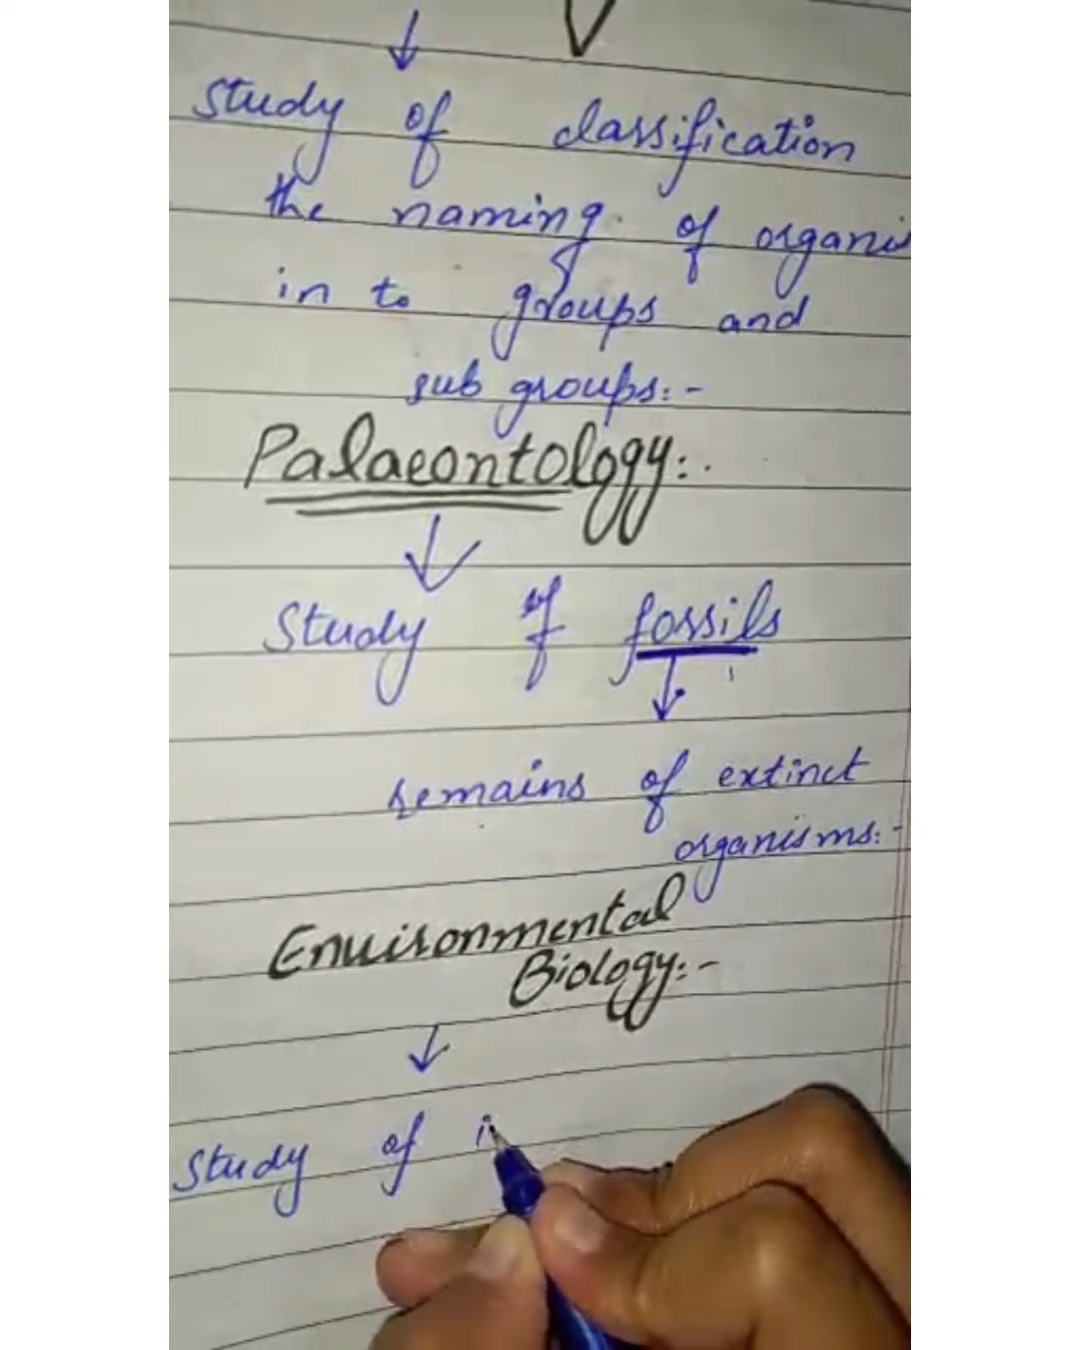 Study of classification
the naming of organis
in to groups and
sub groups:-
Palaeontology:.
Study of fossils
remains of extinct
organisms:-
Environmental
Biology:-
Study of i